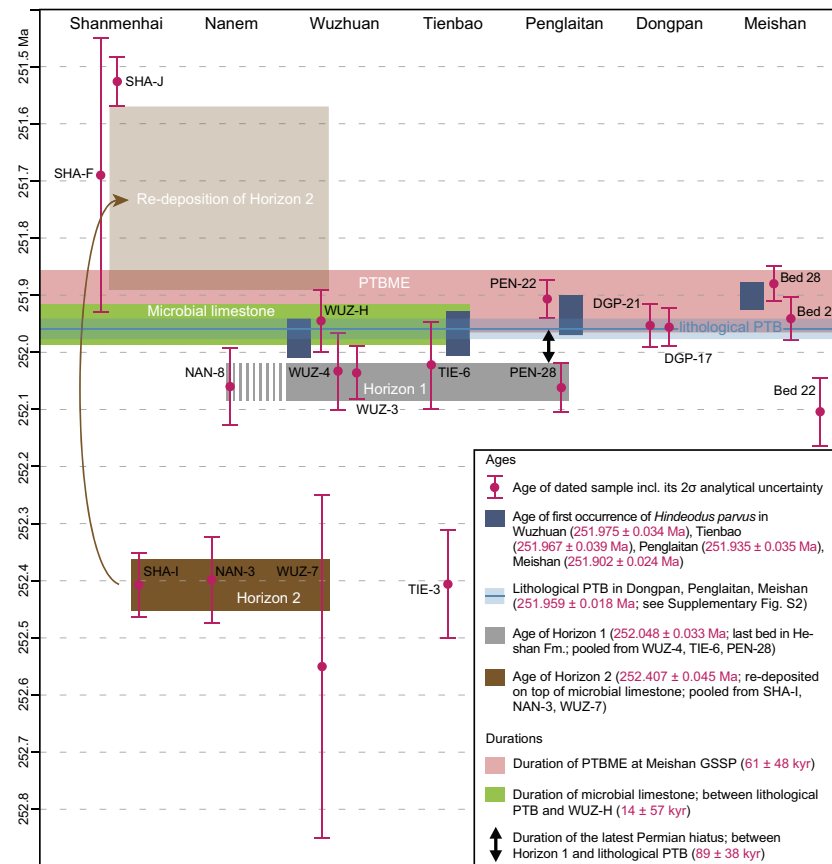 Shanmenhai Nanem Wuzhuan Tienbao Penglaitan Dongpan Meishan
251.5 Ma
SHA-J
251.6
251.7
SHA-F
Re-deposition of Horizon 2
251.8
PTBME
PEN-22
Bed 28
251.9
Microbial limestone
WUZ-H
DGP-21
Bed 2
lithological PTB
252.0
DGP-17
NAN-8
WUZ-4
TIE-6
PEN-28
Horizon 1
WUZ-3
Bed 22
252.1
252.2
252.3
252.4
SHA-I
NAN-3
WUZ-7
TIE-3
Horizon 2
252.5
252.6
252.7
252.8
Ages
Age of dated sample incl. its 2σ analytical uncertainty
Age of first occurrence of Hindeodus parvus in
Wuzhuan (251.975 ± 0.034 Ma), Tienbao
(251.967 ± 0.039 Ma), Penglaitan (251.935 ± 0.035 Ma),
Meishan (251.902 ± 0.024 Ma)
Lithological PTB in Dongpan, Penglaitan, Meishan
(251.959 ± 0.018 Ma; see Supplementary Fig. S2)
Age of Horizon 1 (252.048 ± 0.033 Ma; last bed in He-
shan Fm.; pooled from WUZ-4, TIE-6, PEN-28)
Age of Horizon 2 (252.407 ± 0.045 Ma; re-deposited
on top of microbial limestone; pooled from SHA-I,
NAN-3, WUZ-7)
Durations
Duration of PTBME at Meishan GSSP (61 ± 48 kyr)
Duration of microbial limestone; between lithological
PTB and WUZ-H (14 ± 57 kyr)
Duration of the latest Permian hiatus; between
Horizon 1 and lithological PTB (89 ± 38 kyr)